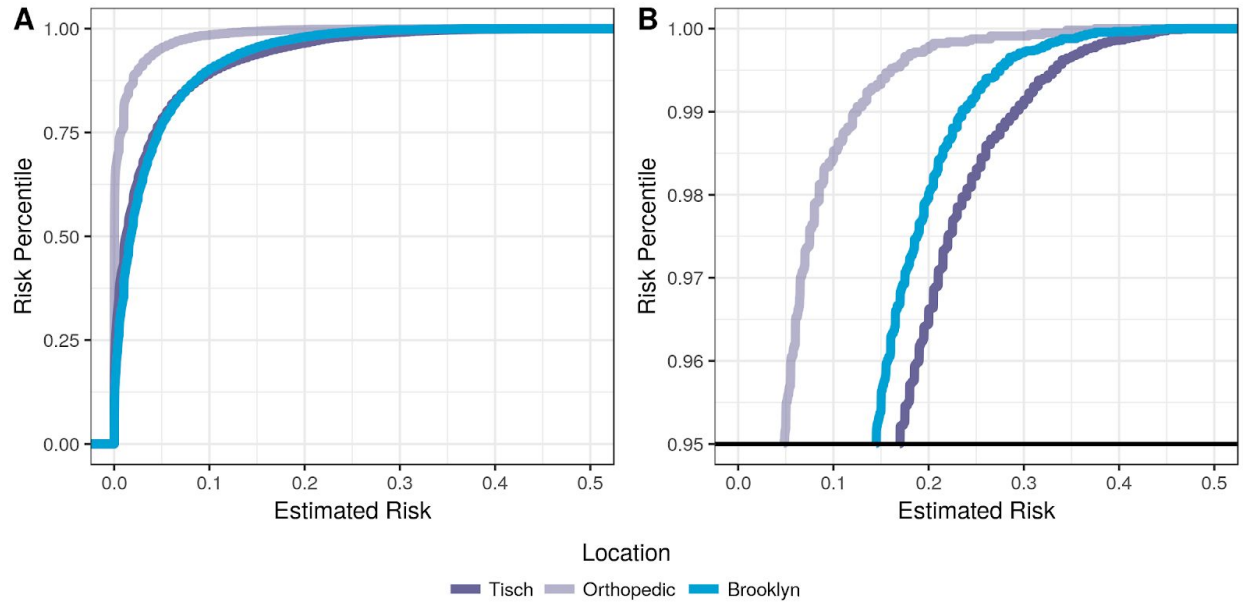 A
B
Risk Percentile
1.00
0.75
0.50
0.25
0.00
0.0 0.1 0.2 0.3 0.4 0.5
Estimated Risk
Risk Percentile
1.00
0.99
0.98
0.97
0.96
0.95
0.0 0.1 0.2 0.3 0.4 0.5
Estimated Risk
Location
Tisch Orthopedic Brooklyn